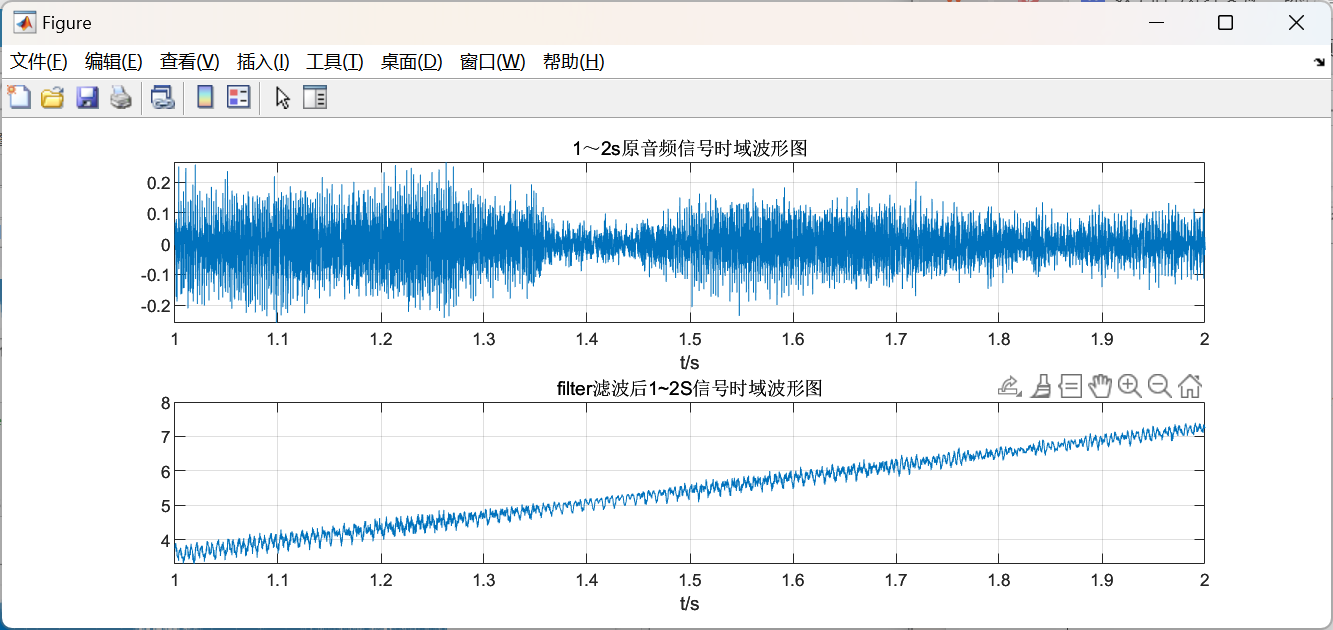 Figure
文件(F) 编辑(E) 查看(V) 插入(I) 工具(T) 桌面(D) 窗口(W) 帮助(H)
1～2s原音频信号时域波形图
0.2
0.1
0
-0.1
-0.2
1 1.1 1.2 1.3 1.4 1.5 1.6 1.7 1.8 1.9 2
t/s
filter滤波后1~2S信号时域波形图
8
7
6
5
4
1 1.1 1.2 1.3 1.4 1.5 1.6 1.7 1.8 1.9 2
t/s